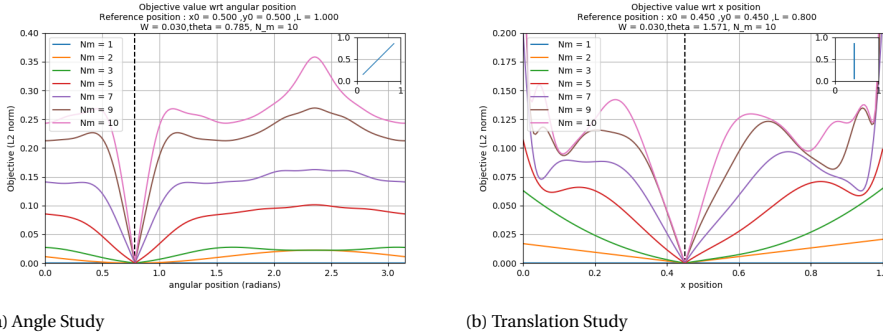 Objective value wrt angular position
Reference position : x0 = 0.500 ,y0 = 0.500 ,L = 1.000
W = 0.030,theta = 0.785, N_m = 10
0.40
0.35
0.30
0.25
0.20
0.15
0.10
0.05
0.00
Objective (L2 norm)
Nm = 1
Nm = 2
Nm = 3
Nm = 5
Nm = 7
Nm = 9
Nm = 10
1.0
0.5
0.0
0 1
0.0 0.5 1.0 1.5 2.0 2.5 3.0
angular position (radians)
Objective value wrt x position
Reference position : x0 = 0.450 ,y0 = 0.450 ,L = 0.800
W = 0.030,theta = 1.571, N_m = 10
0.200
0.175
0.150
0.125
0.100
0.075
0.050
0.025
0.000
Objective (L2 norm)
Nm = 1
Nm = 2
Nm = 3
Nm = 5
Nm = 7
Nm = 9
Nm = 10
1.0
0.5
0.0
0 1
0.0 0.2 0.4 0.6 0.8 1.
x position
) Angle Study
(b) Translation Study